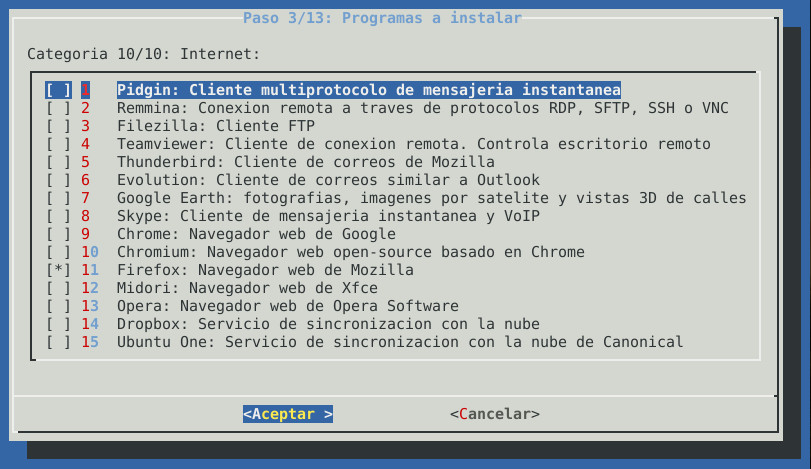 Paso 3/13: Programas a instalar
Categoria 10/10: Internet:
[ ] 1 Pidgin: Cliente multiprotocolo de mensajeria instantanea
[ ] 2 Remmina: Conexion remota a traves de protocolos RDP, SFTP, SSH o VNC
[ ] 3 Filezilla: Cliente FTP
[ ] 4 Teamviewer: Cliente de conexion remota. Controla escritorio remoto
[ ] 5 Thunderbird: Cliente de correos de Mozilla
[ ] 6 Evolution: Cliente de correos similar a Outlook
[ ] 7 Google Earth: fotografias, imagenes por satelite y vistas 3D de calles
[ ] 8 Skype: Cliente de mensajeria instantanea y VoIP
[ ] 9 Chrome: Navegador web de Google
[ ] 10 Chromium: Navegador web open-source basado en Chrome
[*] 11 Firefox: Navegador web de Mozilla
[ ] 12 Midori: Navegador web de Xfce
[ ] 13 Opera: Navegador web de Opera Software
[ ] 14 Dropbox: Servicio de sincronizacion con la nube
[ ] 15 Ubuntu One: Servicio de sincronizacion con la nube de Canonical
<Aceptar > <Cancelar>